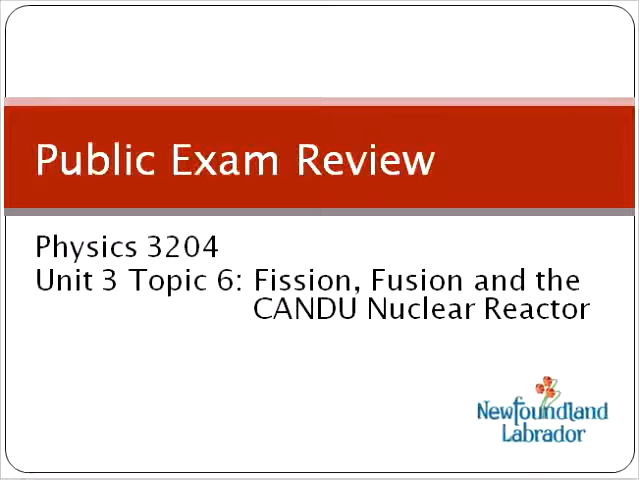 Public Exam Review
Physics 3204
Unit 3 Topic 6: Fission, Fusion and the
CANDU Nuclear Reactor
Newfoundland
Labrador